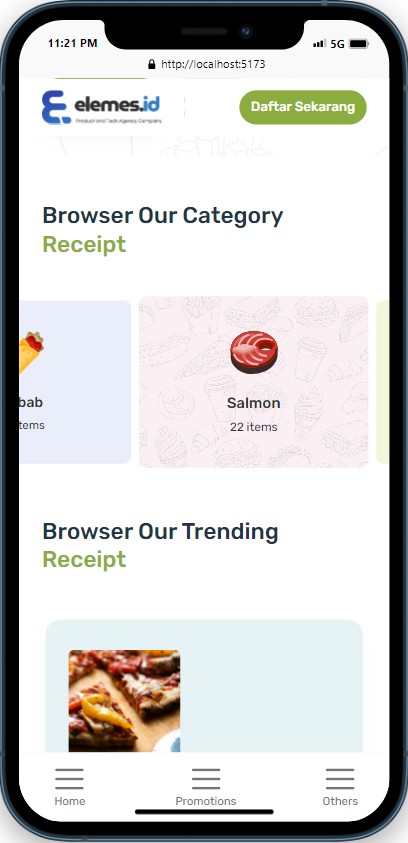 11:21 PM
5G
http://localhost:5173
elemes.id
Product and Tech Agency Company
Daftar Sekarang
Browser Our Category
Receipt
bab
tems
Salmon
22 items
Browser Our Trending
Receipt
Home
Promotions
Others